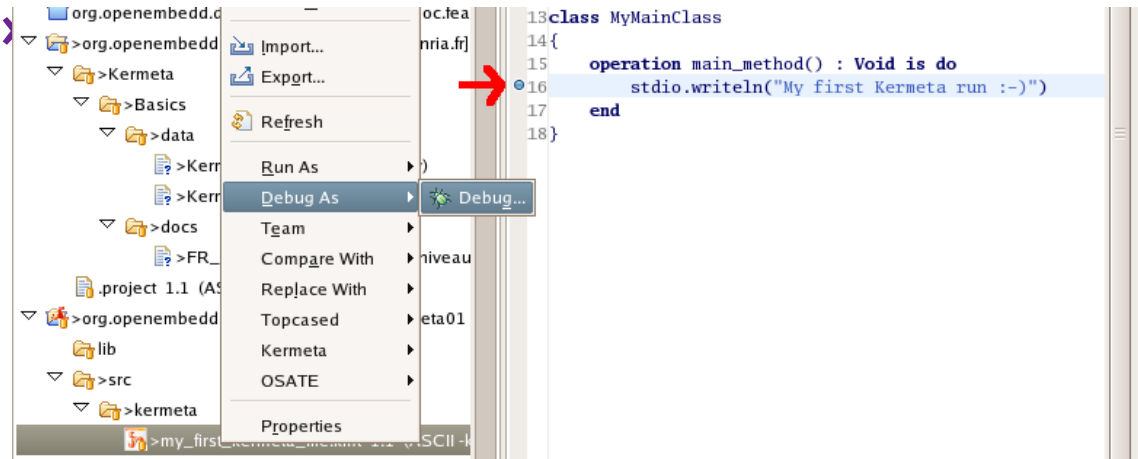 org.openembedd.d
oc.fea
>org.openembedd
nria.fr]
>Kermeta
>Basics
>data
>Kerr
>Kerr
>docs
>FR_
niveau
.project 1.1 (AS
>org.openembedd
eta01
lib
>src
>kermeta
>my_first_
Import...
Export...
Refresh
Run As
Debug As
Team
Compare With
Replace With
Topcased
Kermeta
OSATE
Properties
Debug...
13class MyMainClass
14{
15 operation main_method() : Void is do
16 stdio.writeln("My first Kermeta run :-)")
17 end
18}